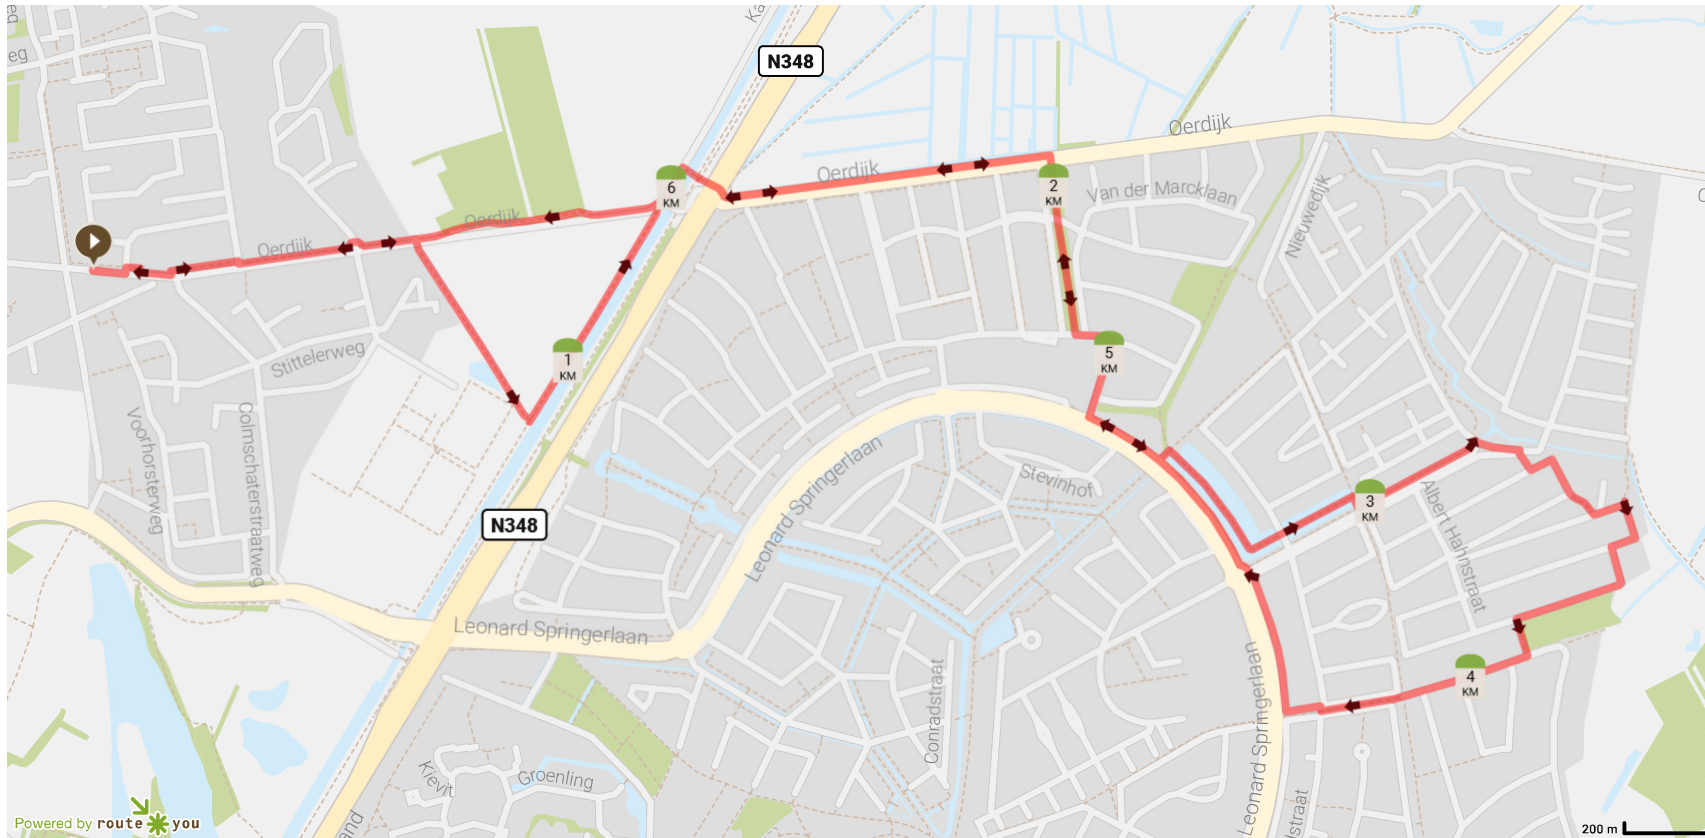 N348
Oerdijk
Oerdijk
6
KM
2
KM
Van der Marcklaan
Oerdijk
Oerdijk
Nieuwedijk
1
KM
5
KM
Stittelerweg
Voorhorsterweg
Colmschaterstraatweg
Leonard Springerlaan
Stevinhof
3
KM
Albert Hahnstraat
N348
Leonard Springerlaan
4
KM
Leonard Springerlaan
Conradstraat
Kievit
Groenling
Powered by route you
200 m